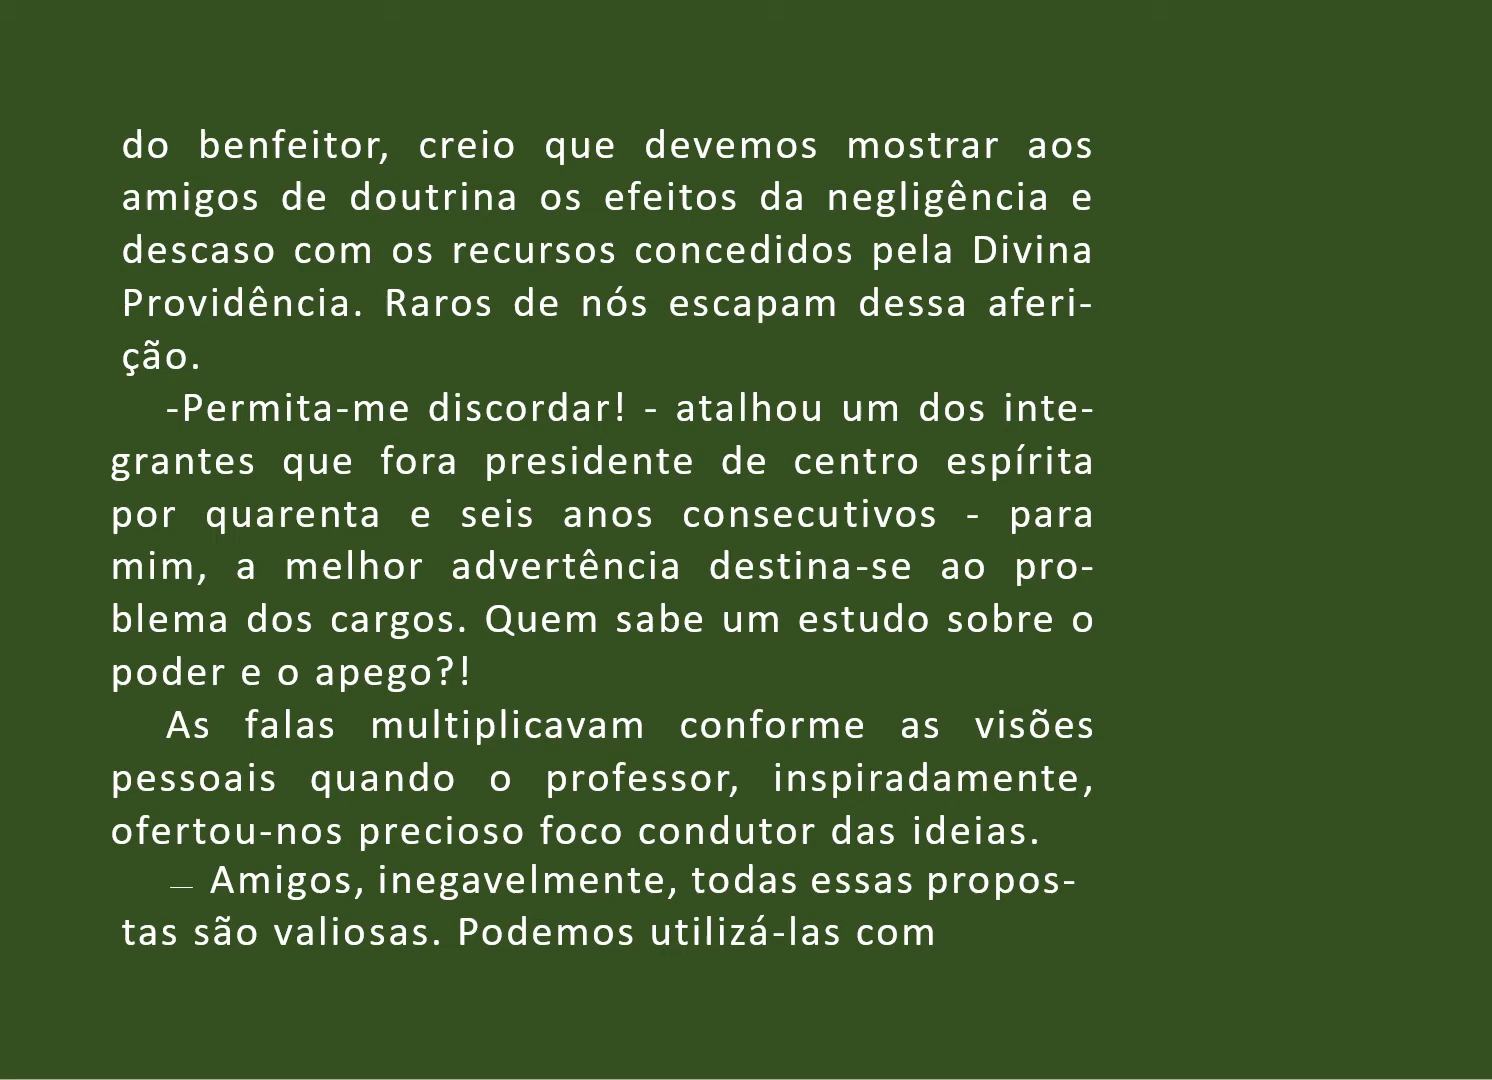 do benfeitor, creio que devemos mostrar aos
amigos de doutrina os efeitos da negligência e
descaso com os recursos concedidos pela Divina
Providência. Raros de nós escapam dessa aferi-
ção.
-Permita-me discordar! - atalhou um dos inte-
grantes que fora presidente de centro espírita
por quarenta e seis anos consecutivos - para
mim, a melhor advertência destina-se ao pro-
blema dos cargos. Quem sabe um estudo sobre o
poder e o apego?!
As falas multiplicavam conforme as visões
pessoais quando o professor, inspiradamente,
ofertou-nos precioso foco condutor das ideias.
— Amigos, inegavelmente, todas essas propos-
tas são valiosas. Podemos utilizá-las com